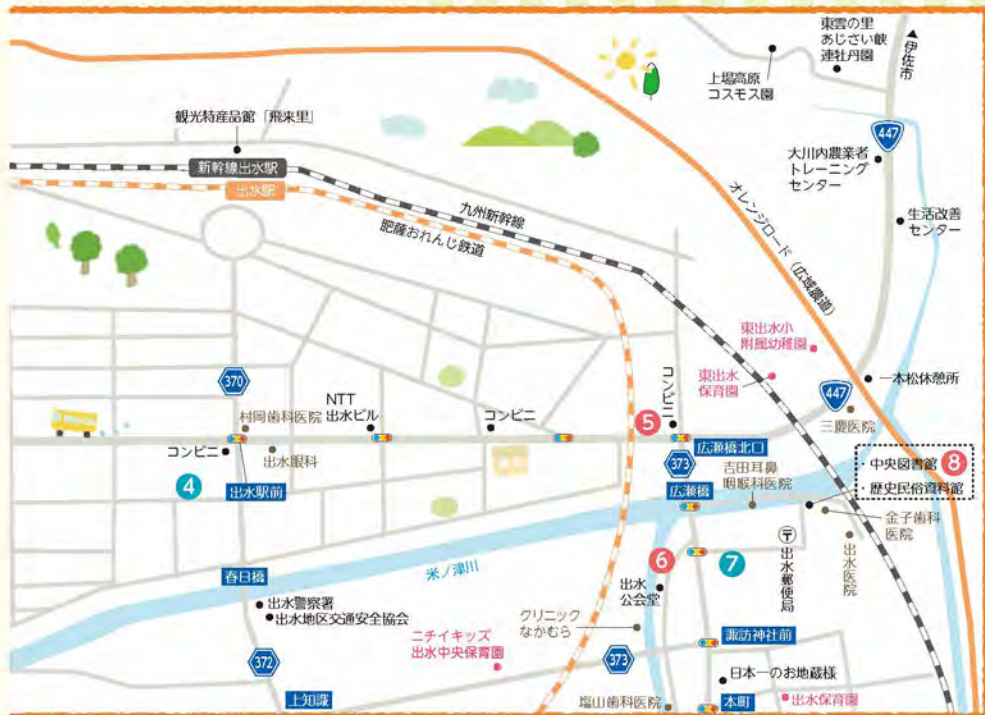 東雲の里
あじさい峡
連牡丹園
▲伊佐市
上場高原
コスモス園
447
観光特産品館「飛来里」
新幹線出水駅
出水駅
大川内農業者
トレーニング
センター
九州新幹線
肥薩おれんじ鉄道
オレンジロード（広域農道）
生活改善
センター
東出水小
附属幼稚園
東出水
保育園
一本松休憩所
447
三慶医院
370
村岡歯科医院
NTT
出水ビル
コンビニ
コンビニ
5
広瀬橋北口
コンビニ
出水眼科
4
出水駅前
373
広瀬橋
吉田耳鼻
咽喉科医院
・中央図書館
8
・歴史民俗資料館
金子歯科
医院
出水医院
〒出水郵便局
米ノ津川
6
7
出水
公会堂
春日橋
出水警察署
出水地区交通安全協会
クリニック
なかむら
ニチイキッズ
出水中央保育園
372
373
諏訪神社前
上知識
日本一のお地蔵様
塩山歯科医院
本町
出水保育園